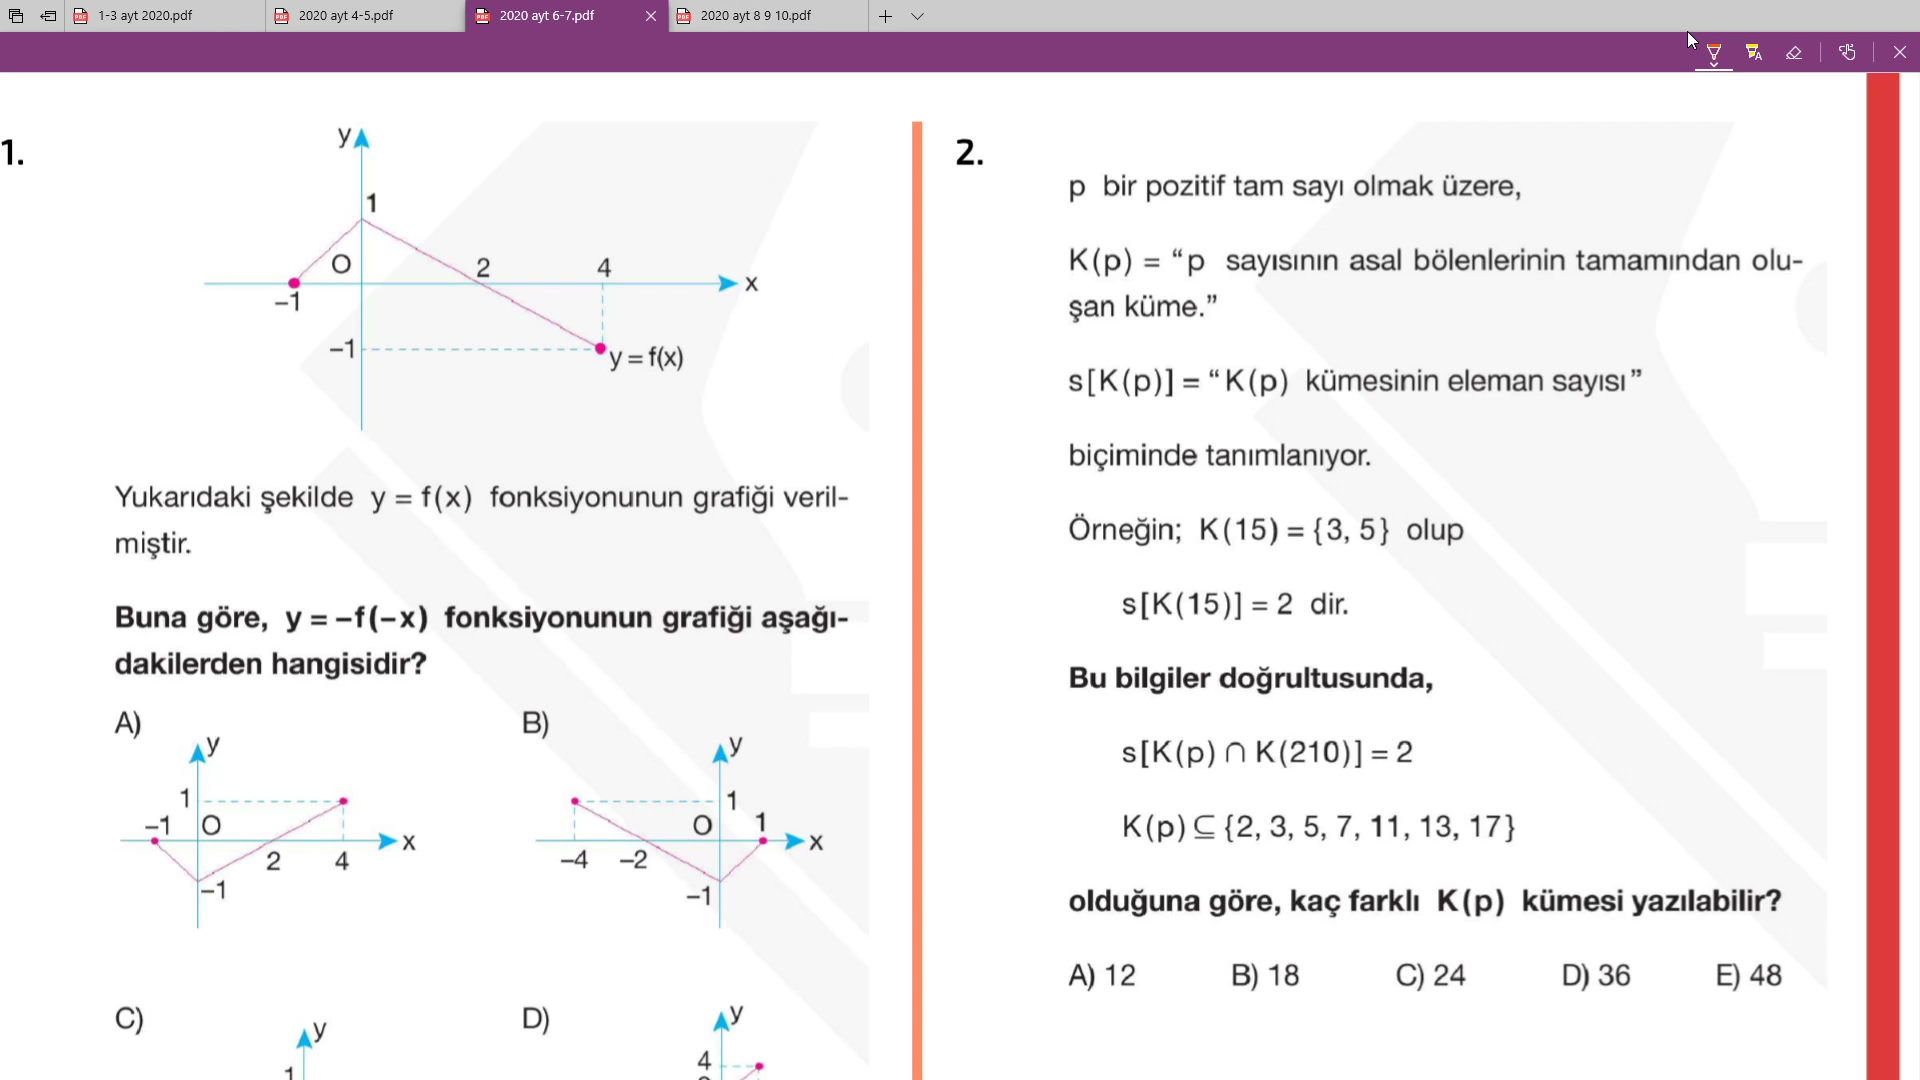 1-3 ayt 2020.pdf
2020 ayt 4-5.pdf
2020 ayt 6-7.pdf
2020 ayt 8 9 10.pdf
1.
y
1
O
2
4
x
–1
–1
y = f(x)
Yukarıdaki şekilde y = f(x) fonksiyonunun grafiği veril-
miştir.
Buna göre, y = –f(–x) fonksiyonunun grafiği aşağı-
dakilerden hangisidir?
A)
y
1
–1
O
x
2
4
–1
B)
y
1
O
1
x
–4
–2
–1
C)
y
1
D)
y
4
2.
p bir pozitif tam sayı olmak üzere,
K(p) = “p sayısının asal bölenlerinin tamamından olu-
şan küme.”
s[K(p)] = “K(p) kümesinin eleman sayısı”
biçiminde tanımlanıyor.
Örneğin; K(15) = {3, 5} olup
s[K(15)] = 2 dir.
Bu bilgiler doğrultusunda,
s[K(p) ∩ K(210)] = 2
K(p) ⊆ {2, 3, 5, 7, 11, 13, 17}
olduğuna göre, kaç farklı K(p) kümesi yazılabilir?
A) 12 B) 18 C) 24 D) 36 E) 48